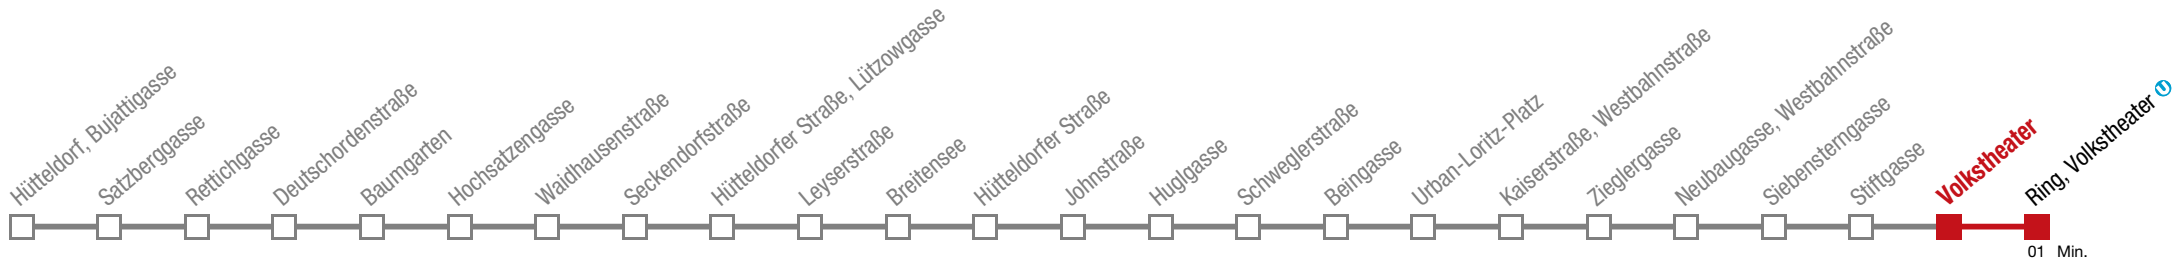 Hütteldorf, Bujattigasse
Satzberggasse
Rettichgasse
Deutschordenstraße
Baumgarten
Hochsatzengasse
Waidhausenstraße
Seckendorfstraße
Hütteldorfer Straße, Lützowgasse
Leyserstraße
Breitensee
Hütteldorfer Straße
Johnstraße
Huglgasse
Schweglerstraße
Beingasse
Urban-Loritz-Platz
Kaiserstraße, Westbahnstraße
Zieglergasse
Neubaugasse, Westbahnstraße
Siebensterngasse
Stiftgasse
Volkstheater
Ring, Volkstheater U
01 Min.